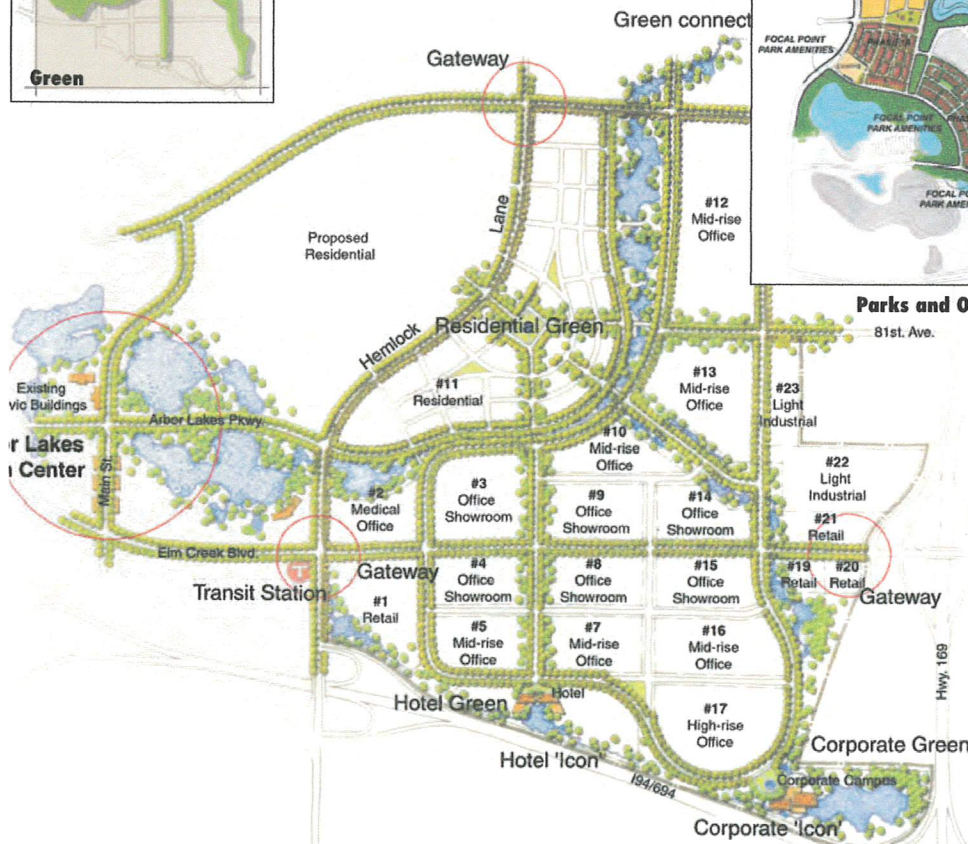 Green
Green connect
Gateway
FOCAL POINT
PARK AMENITIES
PHASE 1A
FOCAL POINT
PARK AMENITIES
FOCAL PO
PARK AMEN
Parks and O
81st. Ave.
#12
Mid-rise
Office
Lane
Proposed
Residential
Residential Green
Hemlock
#11
Residential
#13
Mid-rise
Office
#23
Light
Industrial
Existing
vic Buildings
Arbor Lakes Pkwy.
r Lakes
Center
Main St.
#10
Mid-rise
Office
#22
Light
Industrial
#2
Medical
Office
#3
Office
Showroom
#9
Office
Showroom
#14
Office
Showroom
#21
Retail
Elm Creek Blvd.
Transit Station
T
Gateway
#4
Office
Showroom
#8
Office
Showroom
#15
Office
Showroom
#19
Retail
#20
Retail
Gateway
#1
Retail
#5
Mid-rise
Office
#7
Mid-rise
Office
#16
Mid-rise
Office
Hwy. 169
Hotel Green
Hotel
#17
High-rise
Office
Hotel 'Icon'
I94/694
Corporate Green
Corporate Campus
Corporate 'Icon'